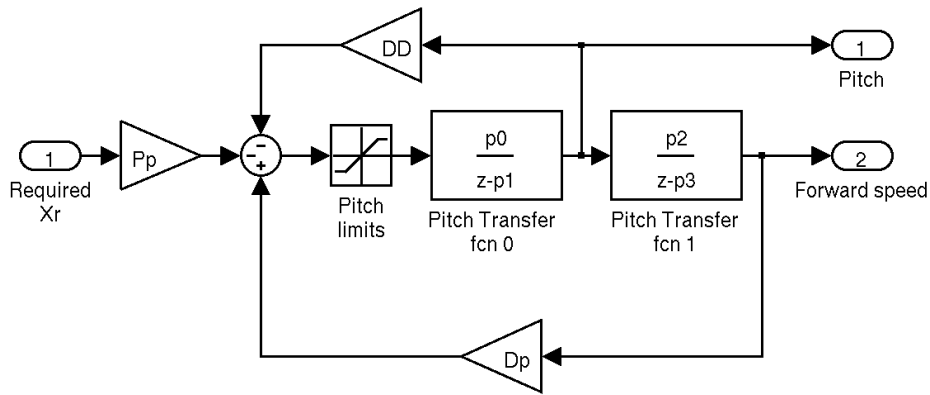 DD
1
Pitch
1
Required
Xr
Pp
−
−
+
Pitch
limits
p0
z-p1
Pitch Transfer
fcn 0
p2
z-p3
Pitch Transfer
fcn 1
2
Forward speed
Dp